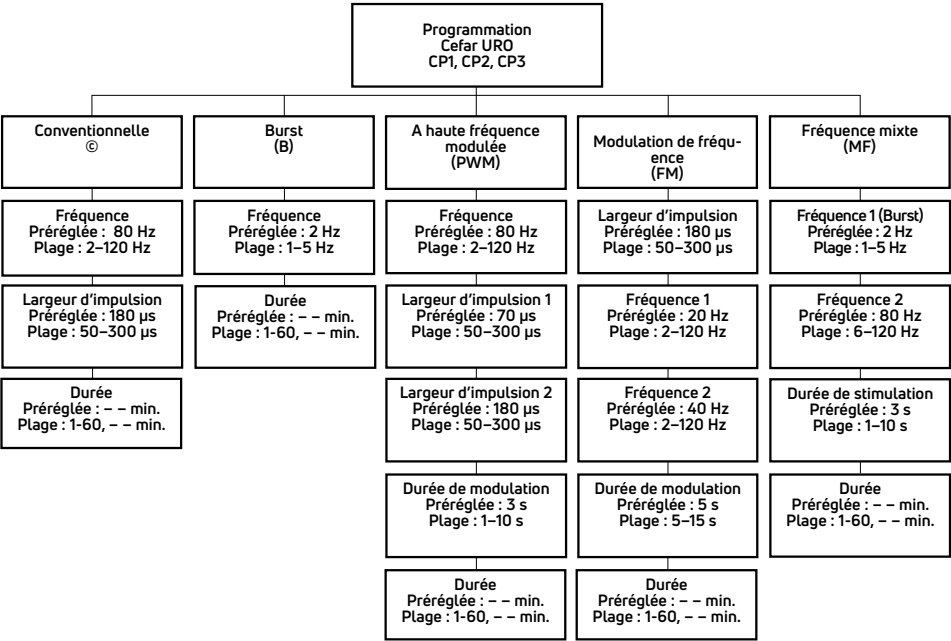 Programmation
Cefar URO
CP1, CP2, CP3
Conventionnelle
©
Fréquence
Préréglée : 80 Hz
Plage : 2–120 Hz
Largeur d'impulsion
Préréglée : 180 µs
Plage : 50–300 µs
Durée
Préréglée : – – min.
Plage : 1-60, – – min.
Burst
(B)
Fréquence
Préréglée : 2 Hz
Plage : 1–5 Hz
Durée
Préréglée : – – min.
Plage : 1-60, – – min.
A haute fréquence
modulée
(PWM)
Fréquence
Préréglée : 80 Hz
Plage : 2–120 Hz
Largeur d'impulsion 1
Préréglée : 70 µs
Plage : 50–300 µs
Largeur d'impulsion 2
Préréglée : 180 µs
Plage : 50–300 µs
Durée de modulation
Préréglée : 3 s
Plage : 1–10 s
Durée
Préréglée : – – min.
Plage : 1-60, – – min.
Modulation de fréqu-
ence
(FM)
Largeur d'impulsion
Préréglée : 180 µs
Plage : 50–300 µs
Fréquence 1
Préréglée : 20 Hz
Plage : 2–120 Hz
Fréquence 2
Préréglée : 40 Hz
Plage : 2–120 Hz
Durée de modulation
Préréglée : 5 s
Plage : 5–15 s
Durée
Préréglée : – – min.
Plage : 1-60, – – min.
Fréquence mixte
(MF)
Fréquence 1 (Burst)
Préréglée : 2 Hz
Plage : 1–5 Hz
Fréquence 2
Préréglée : 80 Hz
Plage : 6–120 Hz
Durée de stimulation
Préréglée : 3 s
Plage : 1–10 s
Durée
Préréglée : – – min.
Plage : 1-60, – – min.